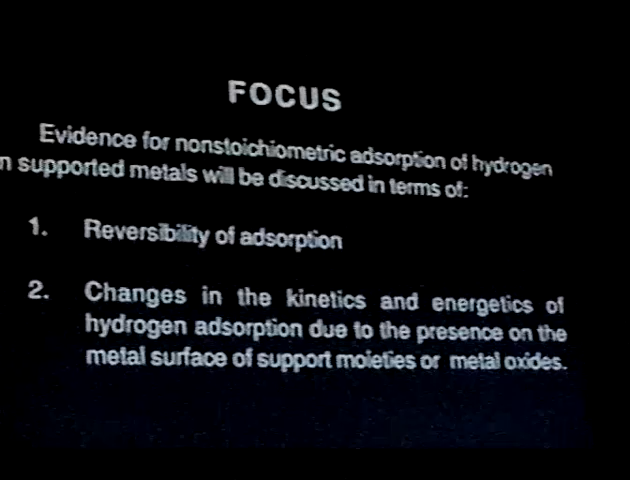 FOCUS
Evidence for nonstoichiometric adsorption of hydrogen
n supported metals will be discussed in terms of:
1. Reversibility of adsorption
2. Changes in the kinetics and energetics of
hydrogen adsorption due to the presence on the
metal surface of support moieties or metal oxides.